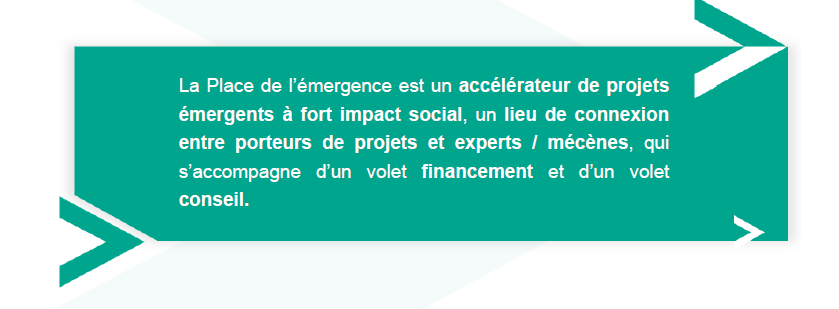 La Place de l’émergence est un accélérateur de projets
émergents à fort impact social, un lieu de connexion
entre porteurs de projets et experts / mécènes, qui
s’accompagne d’un volet financement et d’un volet
conseil.